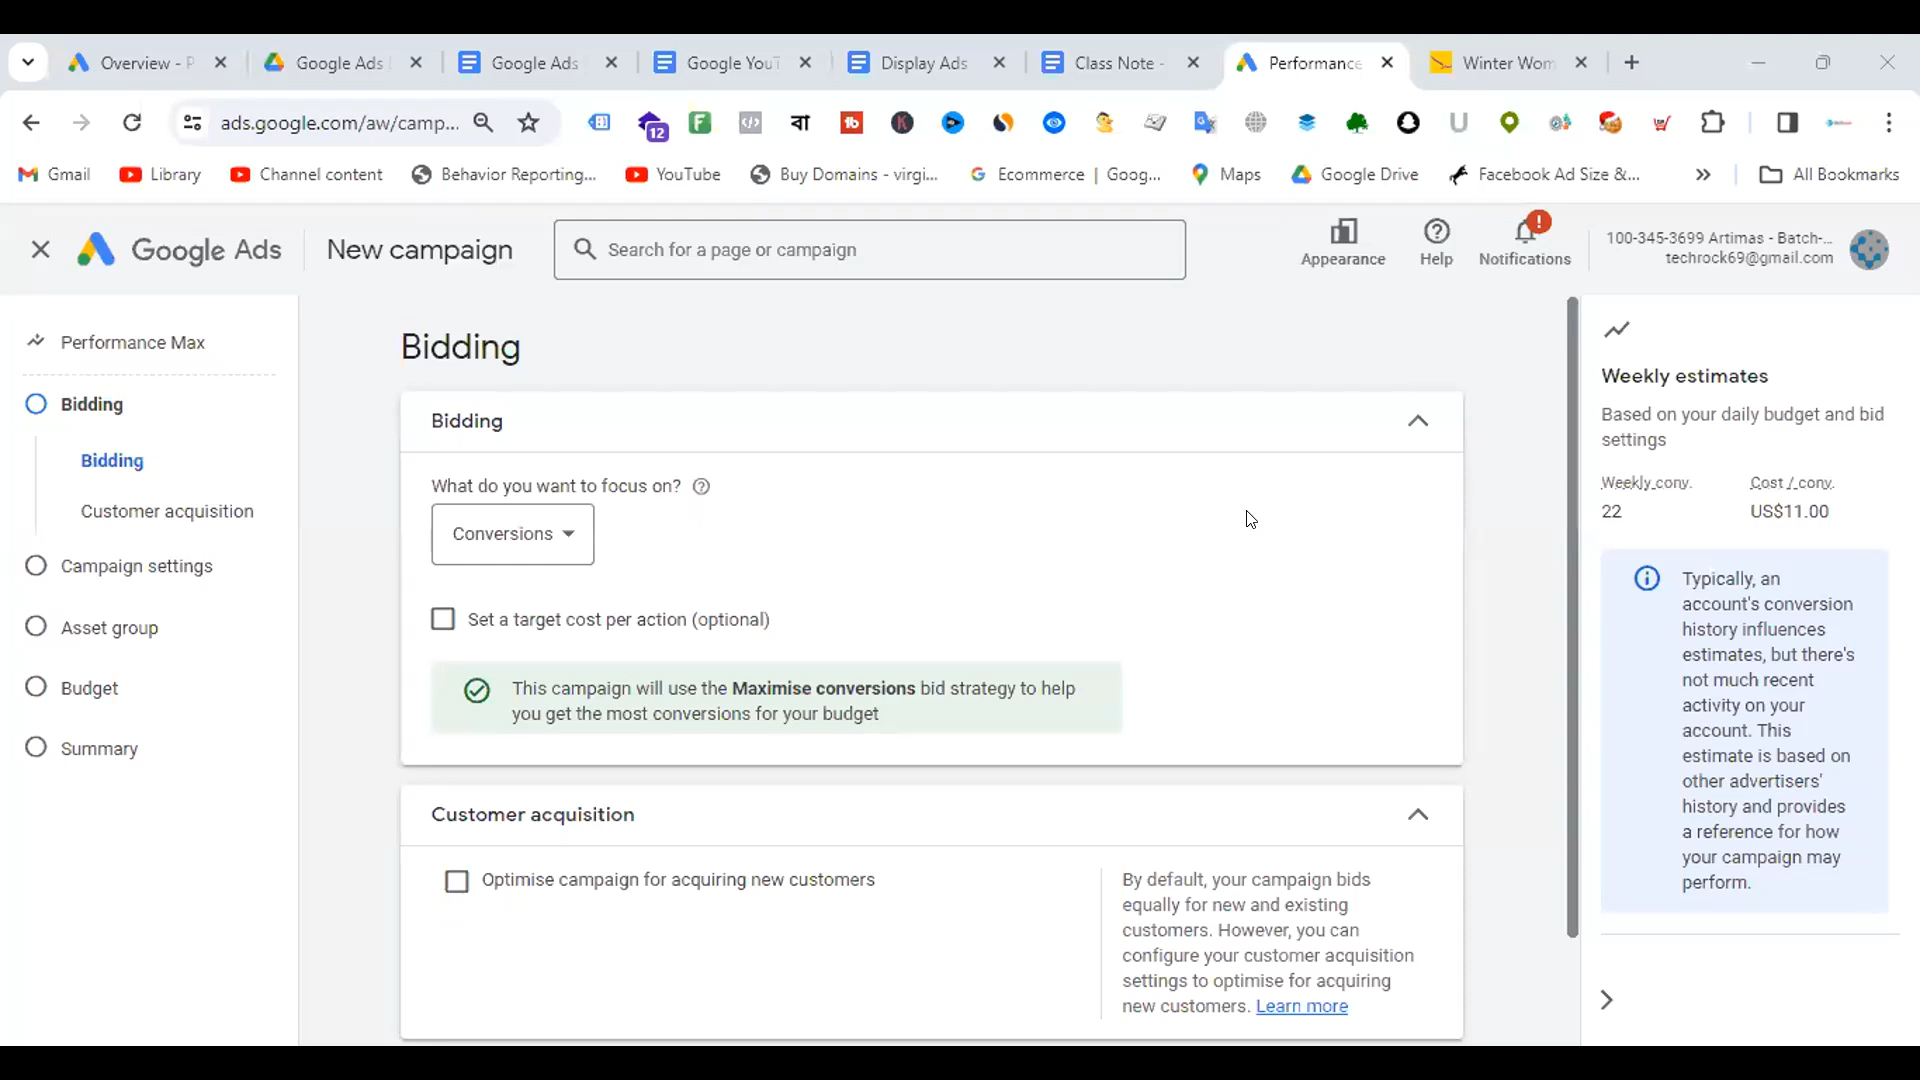 Overview - P
Google Ads
Google Ads
Google YouT
Display Ads
Class Note -
Performance
Winter Wom
ads.google.com/aw/camp...
12
F
বা
Gmail
Library
Channel content
Behavior Reporting...
YouTube
Buy Domains - virgi...
Ecommerce | Goog...
Maps
Google Drive
Facebook Ad Size &...
All Bookmarks
Google Ads
New campaign
Search for a page or campaign
Appearance
Help
Notifications
100-345-3699 Artimas - Batch-...
techrock69@gmail.com
Performance Max
Bidding
Bidding
Customer acquisition
Campaign settings
Asset group
Budget
Summary
Bidding
Bidding
What do you want to focus on?
Conversions
Set a target cost per action (optional)
This campaign will use the Maximise conversions bid strategy to help
you get the most conversions for your budget
Customer acquisition
Optimise campaign for acquiring new customers
By default, your campaign bids
equally for new and existing
customers. However, you can
configure your customer acquisition
settings to optimise for acquiring
new customers. Learn more
Weekly estimates
Based on your daily budget and bid
settings
Weekly conv.
Cost / conv.
22
US$11.00
Typically, an
account's conversion
history influences
estimates, but there's
not much recent
activity on your
account. This
estimate is based on
other advertisers'
history and provides
a reference for how
your campaign may
perform.